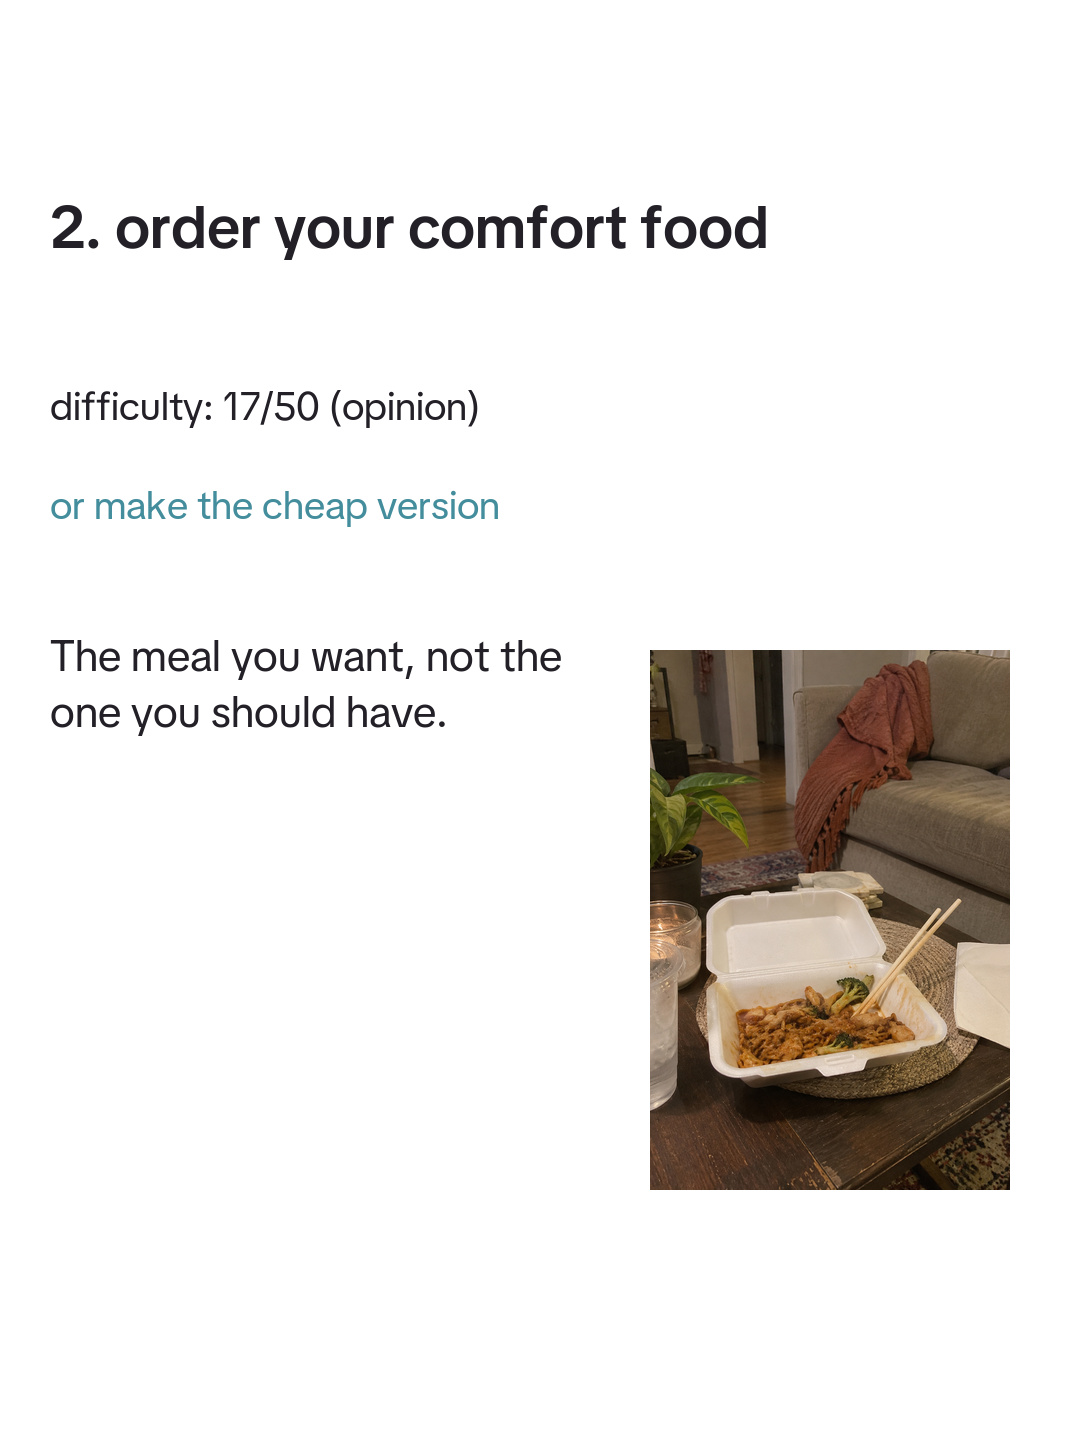 2. order your comfort food
difficulty: 17/50 (opinion)
or make the cheap version
The meal you want, not the
one you should have.